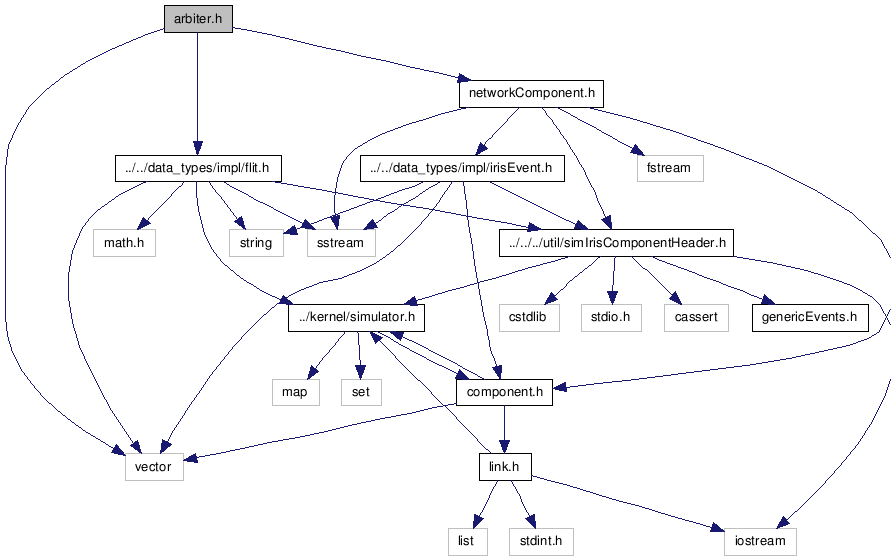 arbiter.h
networkComponent.h
../../data_types/impl/flit.h
../../data_types/impl/irisEvent.h
fstream
math.h
string
sstream
../../../util/simIrisComponentHeader.h
../kernel/simulator.h
cstdlib
stdio.h
cassert
genericEvents.h
map
set
component.h
vector
link.h
list
stdint.h
iostream